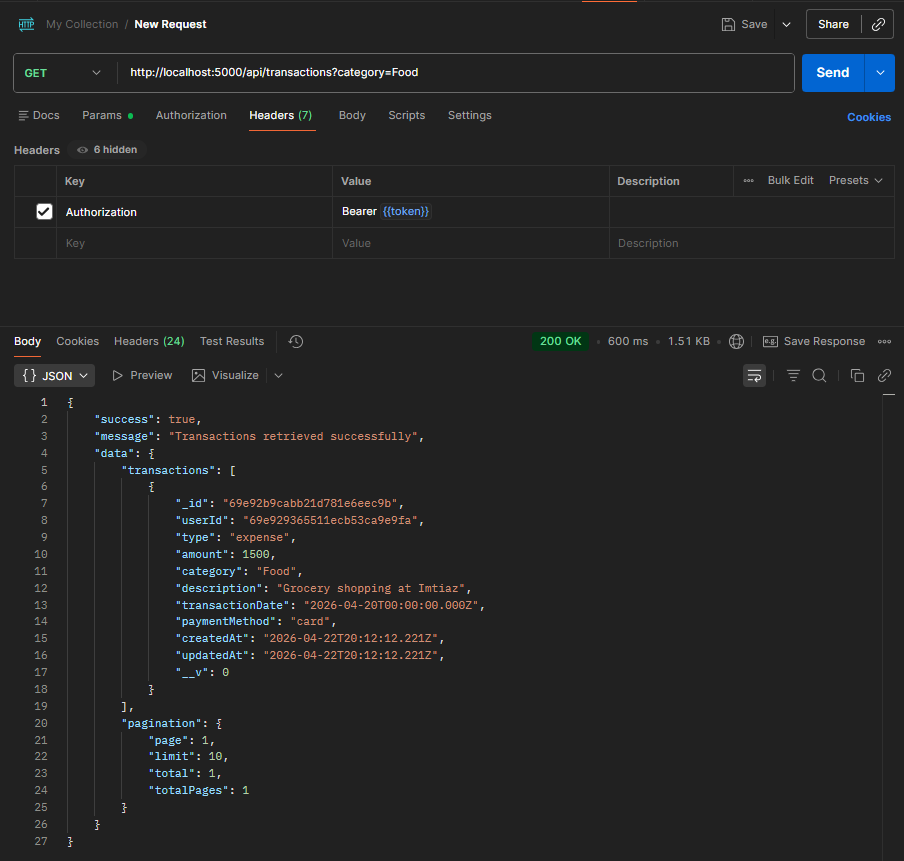 HTTP My Collection / New Request Save Share
GET http://localhost:5000/api/transactions?category=Food Send
Docs Params Authorization Headers (7) Body Scripts Settings Cookies
Headers 6 hidden
Key Value Description Bulk Edit Presets
Authorization Bearer {{token}}
Key Value Description
Body Cookies Headers (24) Test Results 200 OK • 600 ms • 1.51 KB • e.g. Save Response
{} JSON Preview Visualize
1 {
2 "success": true,
3 "message": "Transactions retrieved successfully",
4 "data": {
5 "transactions": [
6 {
7 "_id": "69e92b9cabb21d781e6eec9b",
8 "userId": "69e929365511ecb53ca9e9fa",
9 "type": "expense",
10 "amount": 1500,
11 "category": "Food",
12 "description": "Grocery shopping at Imtiaz",
13 "transactionDate": "2026-04-20T00:00:00.000Z",
14 "paymentMethod": "card",
15 "createdAt": "2026-04-22T20:12:12.221Z",
16 "updatedAt": "2026-04-22T20:12:12.221Z",
17 "__v": 0
18 }
19 ],
20 "pagination": {
21 "page": 1,
22 "limit": 10,
23 "total": 1,
24 "totalPages": 1
25 }
26 }
27 }